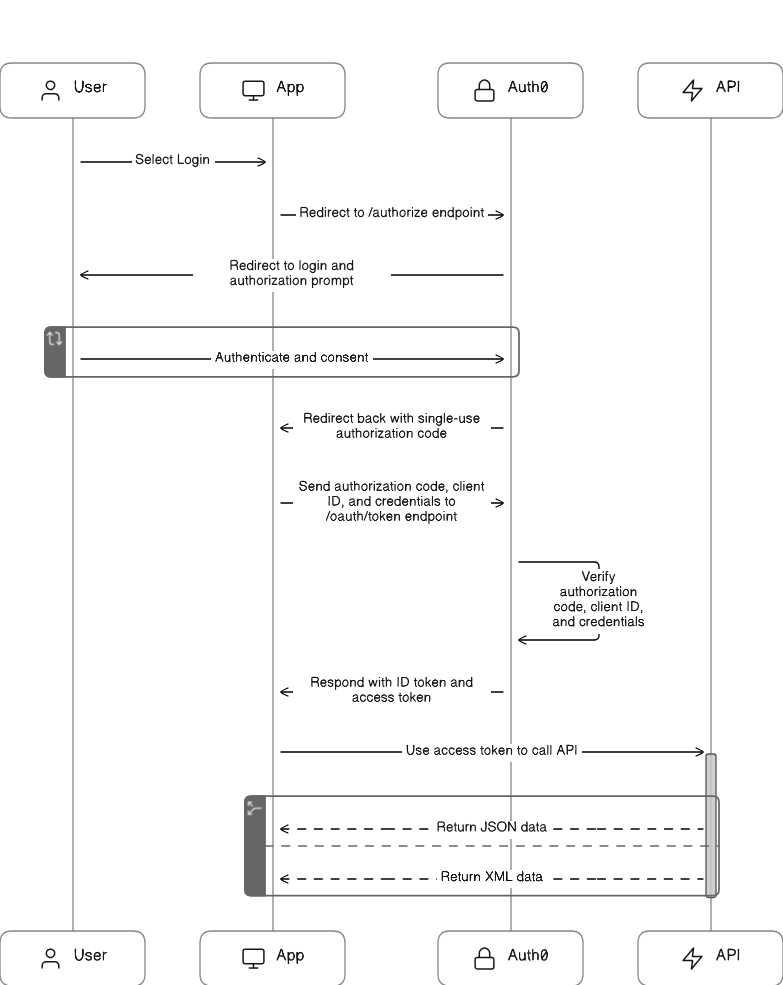 User
App
Auth0
API
Select Login
Redirect to /authorize endpoint
Redirect to login and
authorization prompt
Authenticate and consent
Redirect back with single-use
authorization code
Send authorization code, client
ID, and credentials to
/oauth/token endpoint
Verify
authorization
code, client ID,
and credentials
Respond with ID token and
access token
Use access token to call API
Return JSON data
Return XML data
User
App
Auth0
API